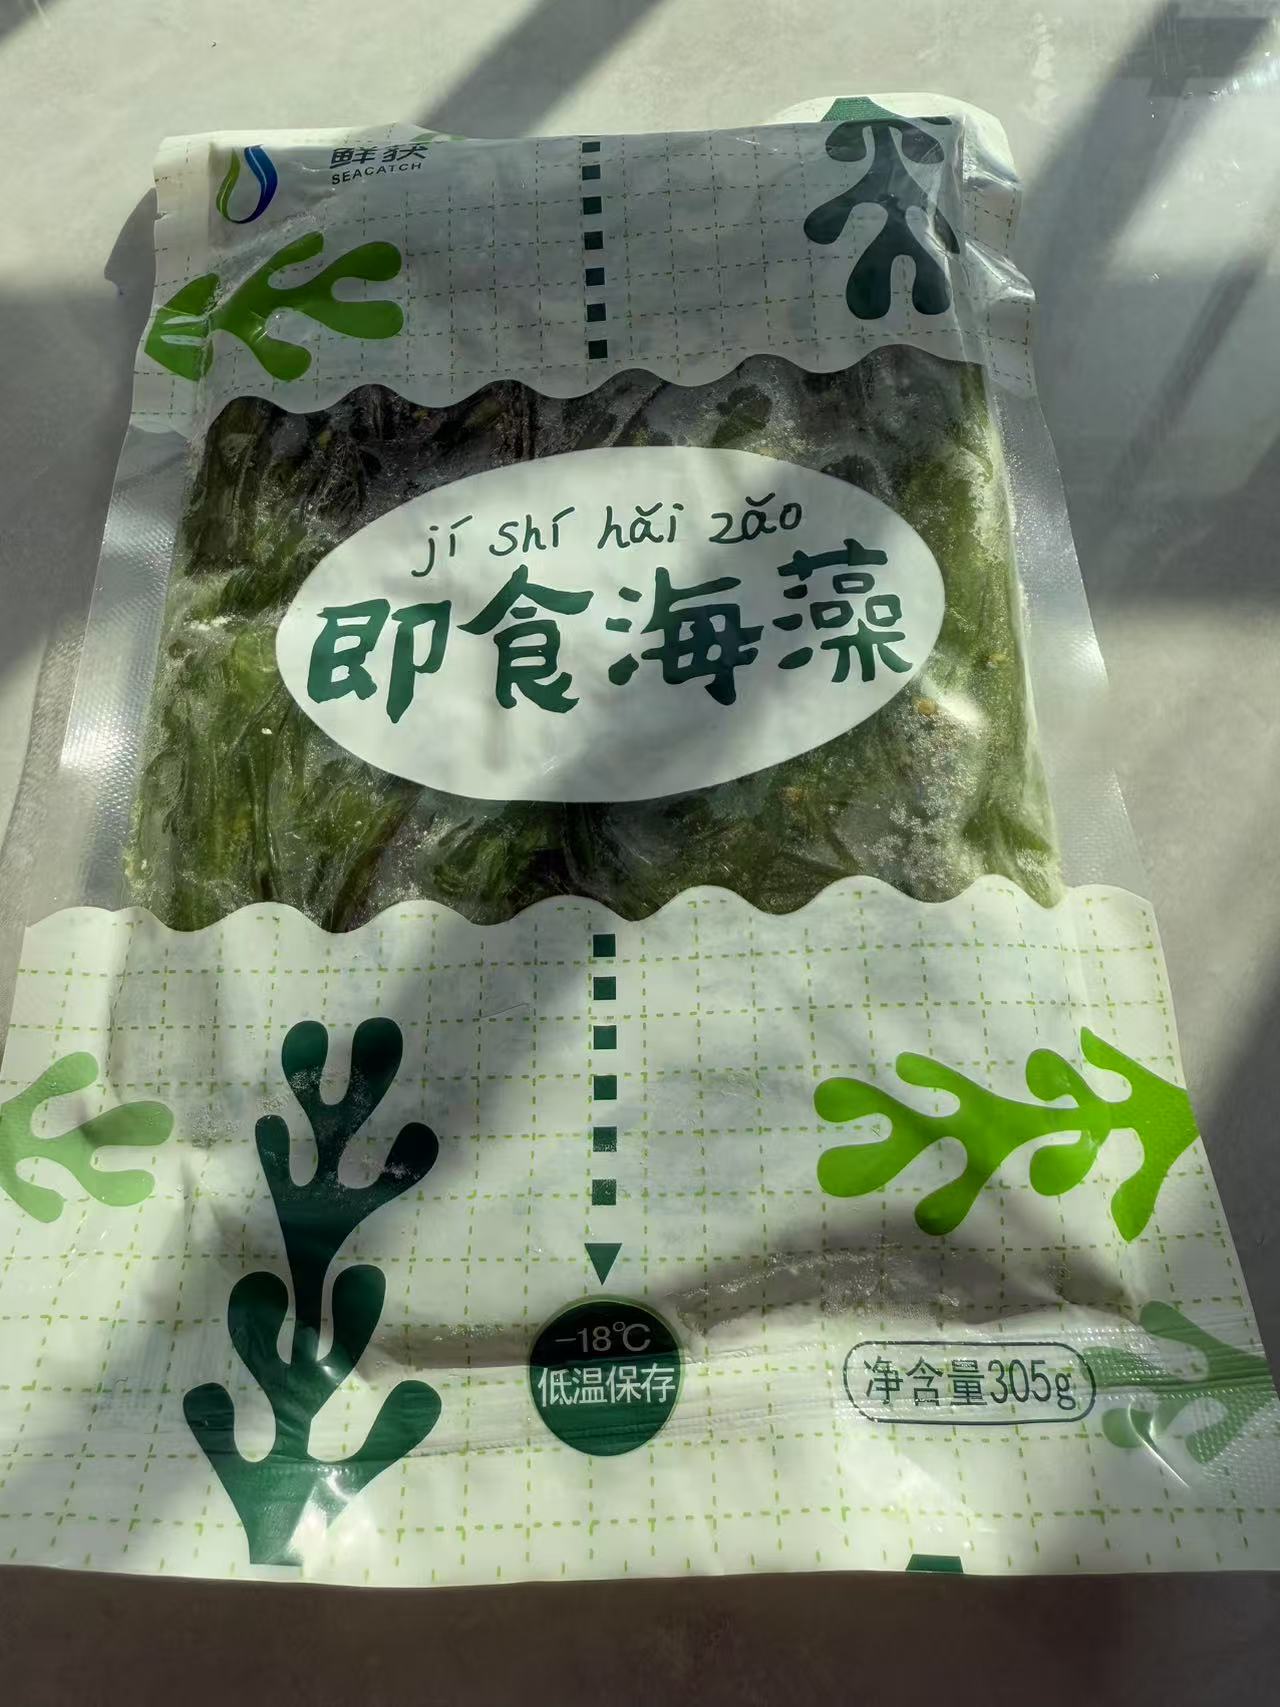 鲜获
SEACATCH
jí shí hǎi zǎo
即食海藻
-18℃
低温保存
净含量305g